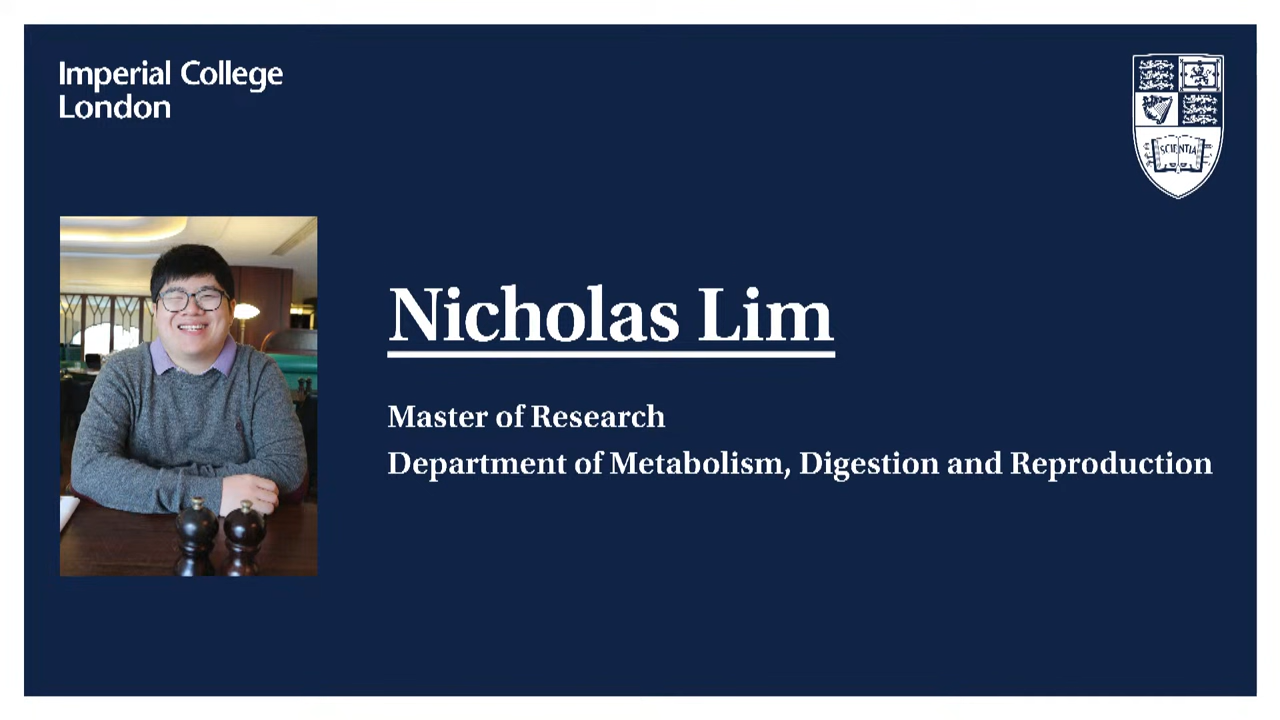 Imperial College
London
SCIENTIA
Nicholas Lim
Master of Research
Department of Metabolism, Digestion and Reproduction